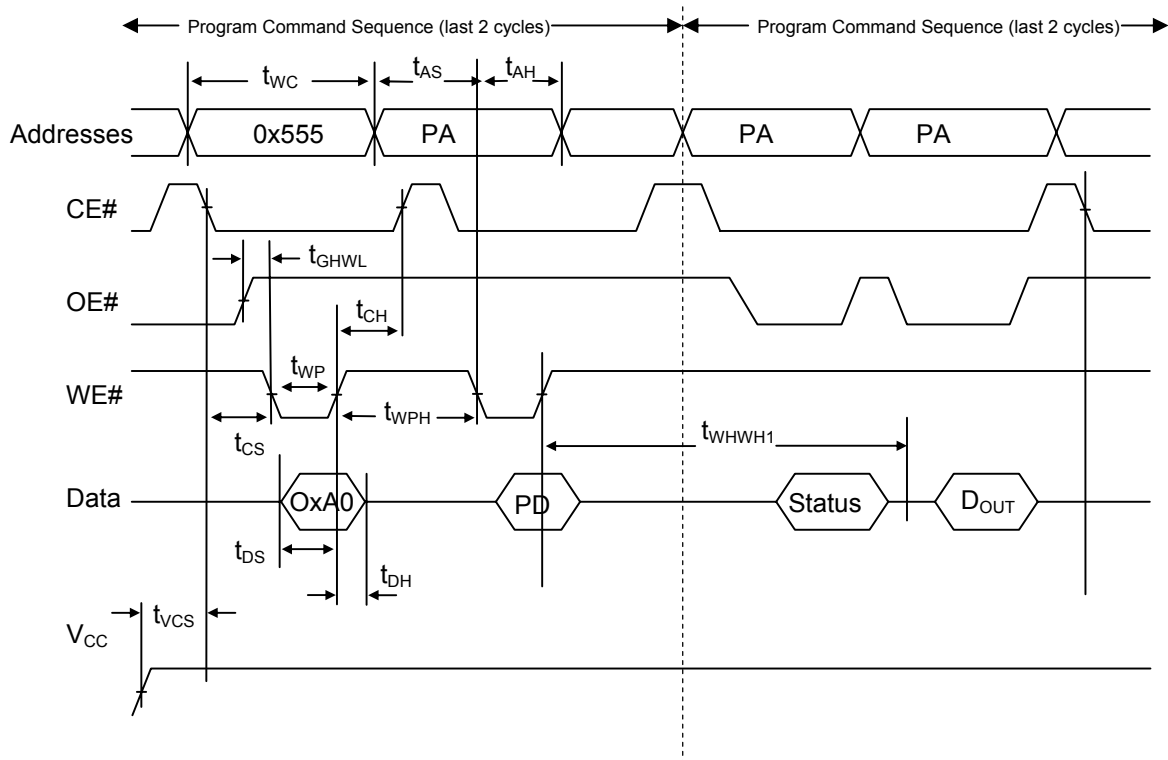 Program Command Sequence (last 2 cycles) Program Command Sequence (last 2 cycles)
tWC tAS tAH
Addresses 0x555 PA PA PA
CE#
tGHWL
OE#
tCH
tWP
WE#
tWPH
tCS tWHWH1
Data OxA0 PD Status DOUT
tDS
tDH
tVCS
VCC